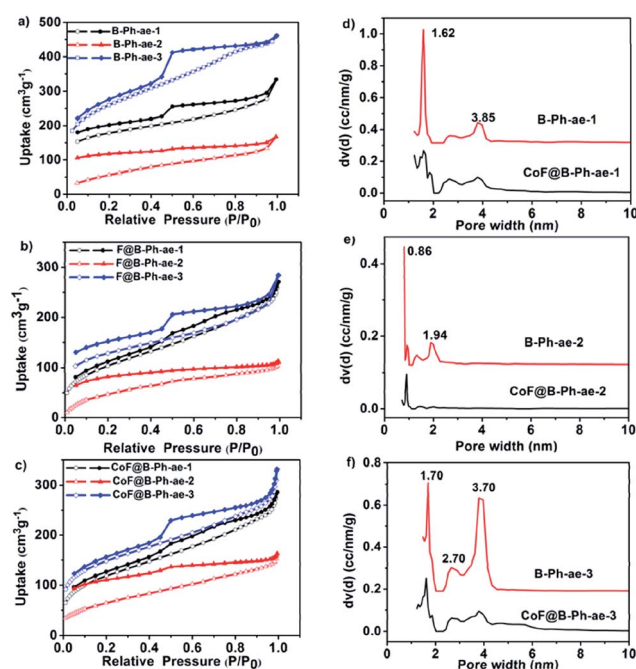 a)
500
400
300
200
100
0
B-Ph-ae-1
B-Ph-ae-2
B-Ph-ae-3
Uptake (cm3g-1)
0.0 0.2 0.4 0.6 0.8 1.0
Relative Pressure (P/P0)
b)
300
200
100
0
F@B-Ph-ae-1
F@B-Ph-ae-2
F@B-Ph-ae-3
Uptake (cm3g-1)
0.0 0.2 0.4 0.6 0.8 1.0
Relative Pressure (P/P0)
c)
300
200
100
0
CoF@B-Ph-ae-1
CoF@B-Ph-ae-2
CoF@B-Ph-ae-3
Uptake (cm3g-1)
0.0 0.2 0.4 0.6 0.8 1.0
Relative Pressure (P/P0)
d)
1.0
0.8
0.6
0.4
0.2
0.0
1.62
3.85
B-Ph-ae-1
CoF@B-Ph-ae-1
dv(d) (cc/nm/g)
0 2 4 6 8 10
Pore width (nm)
e)
0.4
0.2
0.0
0.86
1.94
B-Ph-ae-2
CoF@B-Ph-ae-2
dv(d) (cc/nm/g)
0 2 4 6 8 10
Pore width (nm)
f)
0.8
0.6
0.4
0.2
0.0
1.70
3.70
2.70
B-Ph-ae-3
CoF@B-Ph-ae-3
dv(d) (cc/nm/g)
0 2 4 6 8 10
Pore width (nm)